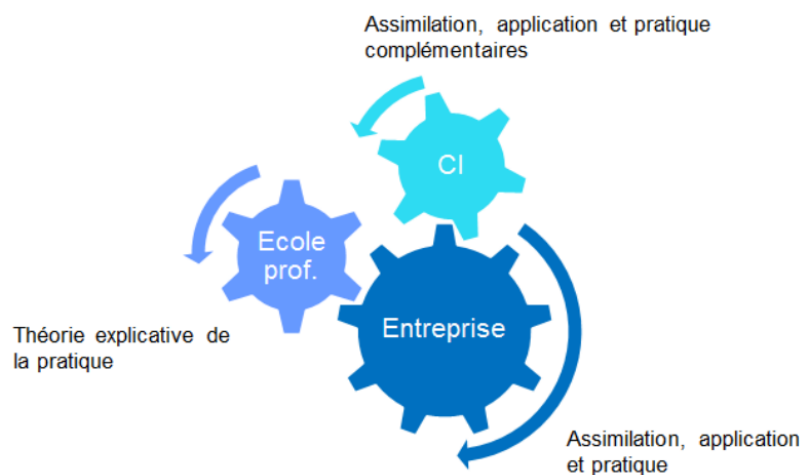 Assimilation, application et pratique
complémentaires
CI
Ecole
prof.
Entreprise
Théorie explicative de
la pratique
Assimilation, application
et pratique